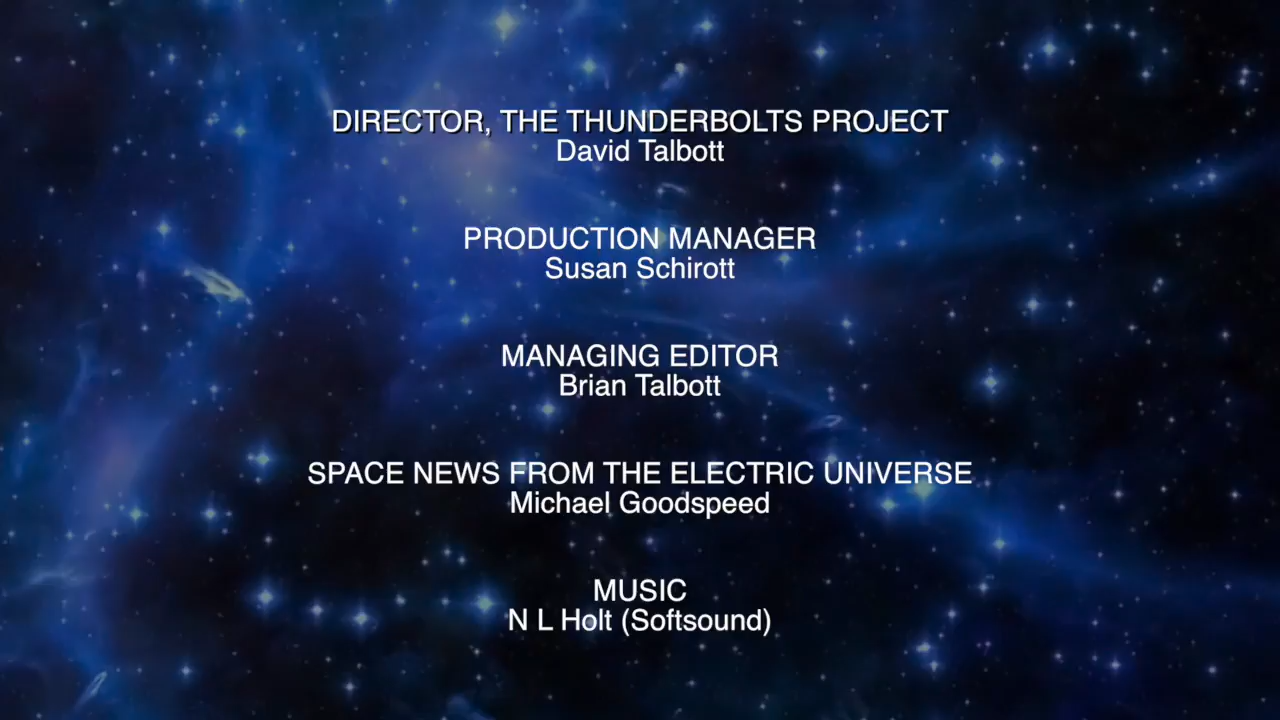 DIRECTOR, THE THUNDERBOLTS PROJECT
David Talbott
PRODUCTION MANAGER
Susan Schirott
MANAGING EDITOR
Brian Talbott
SPACE NEWS FROM THE ELECTRIC UNIVERSE
Michael Goodspeed
MUSIC
N L Holt (Softsound)